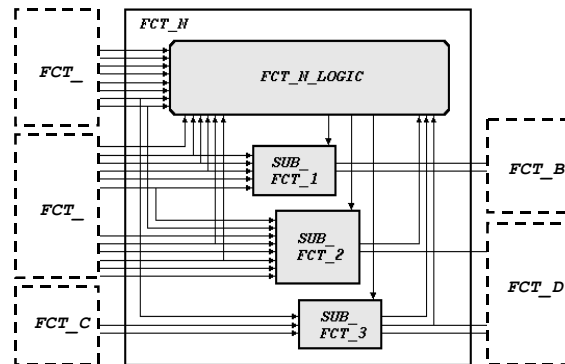 FCT_N
FCT_
FCT_N_LOGIC
SUB_
FCT_1
FCT_B
FCT_
SUB_
FCT_2
FCT_D
FCT_C
SUB_
FCT_3